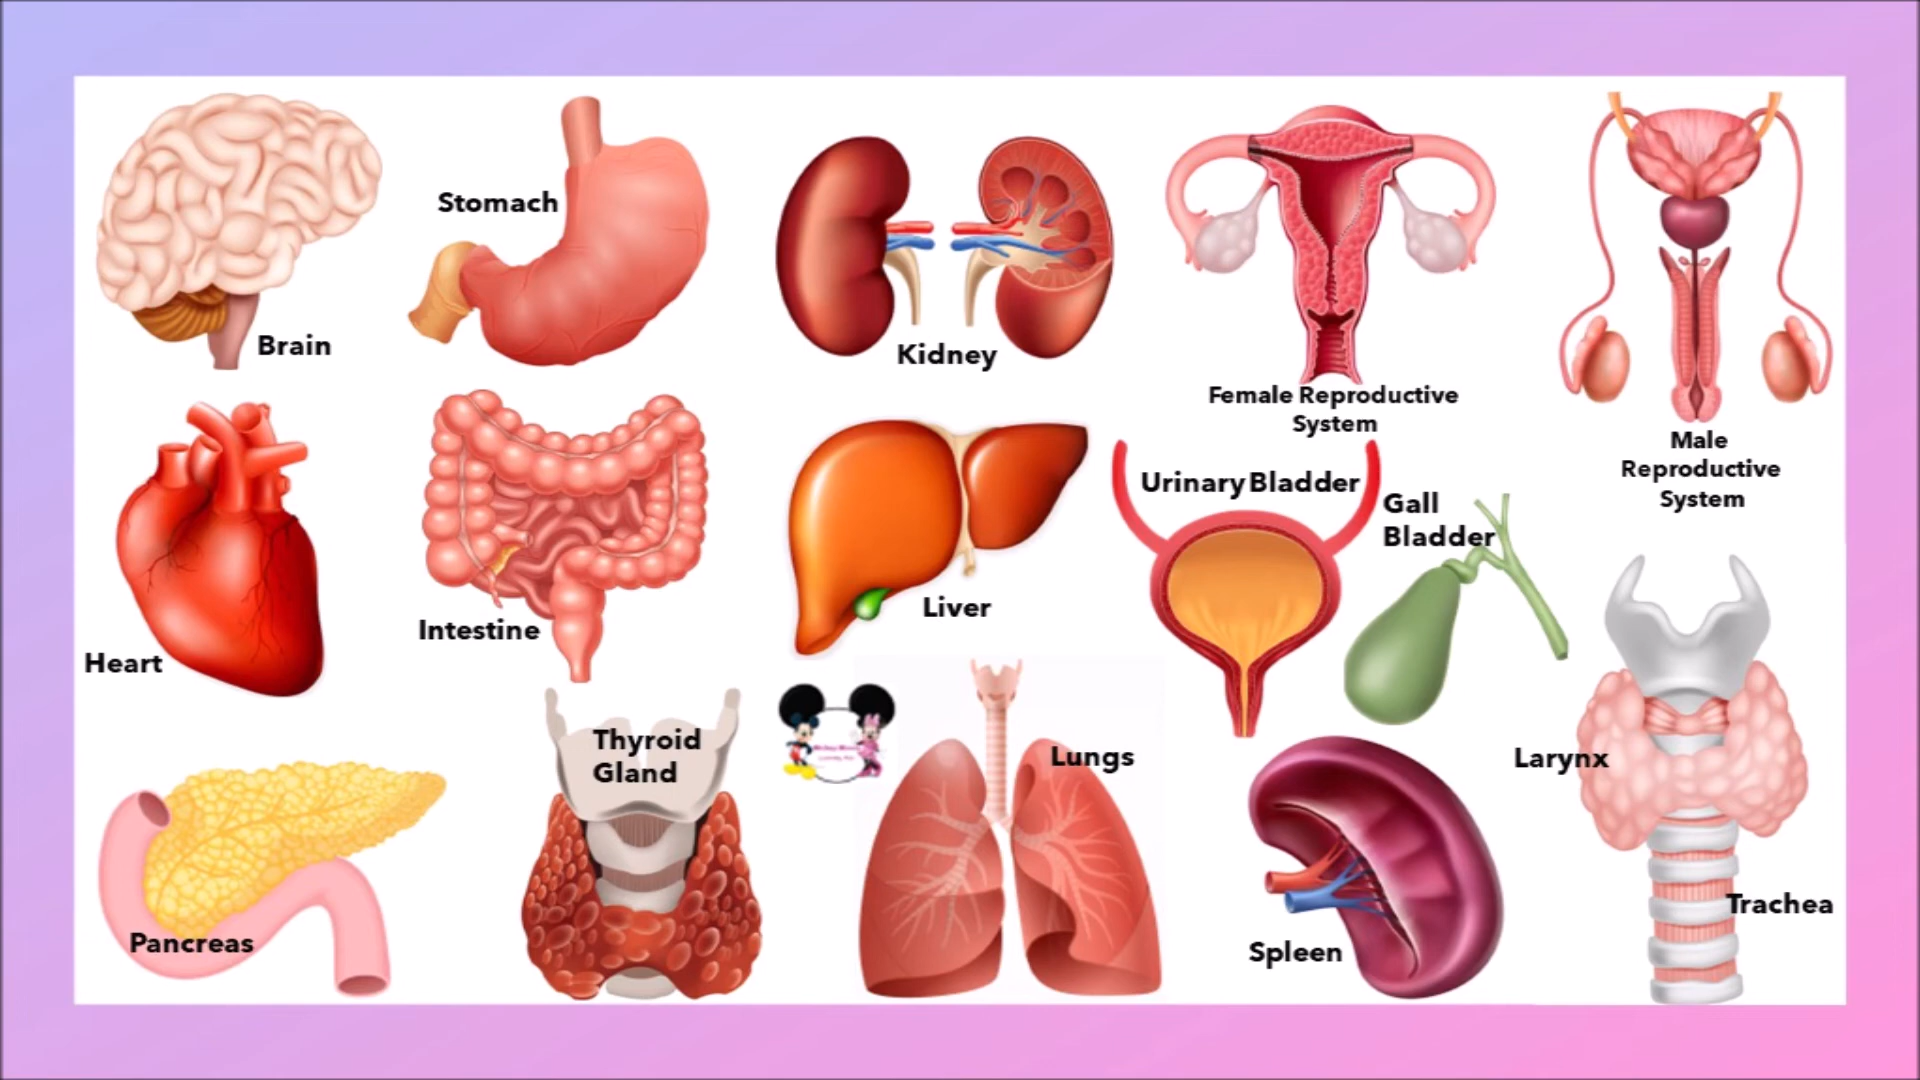 Stomach
Brain
Kidney
Female Reproductive
System
Male
Reproductive
System
Urinary Bladder
Gall
Bladder
Heart
Intestine
Liver
Thyroid
Gland
Lungs
Larynx
Pancreas
Spleen
Trachea